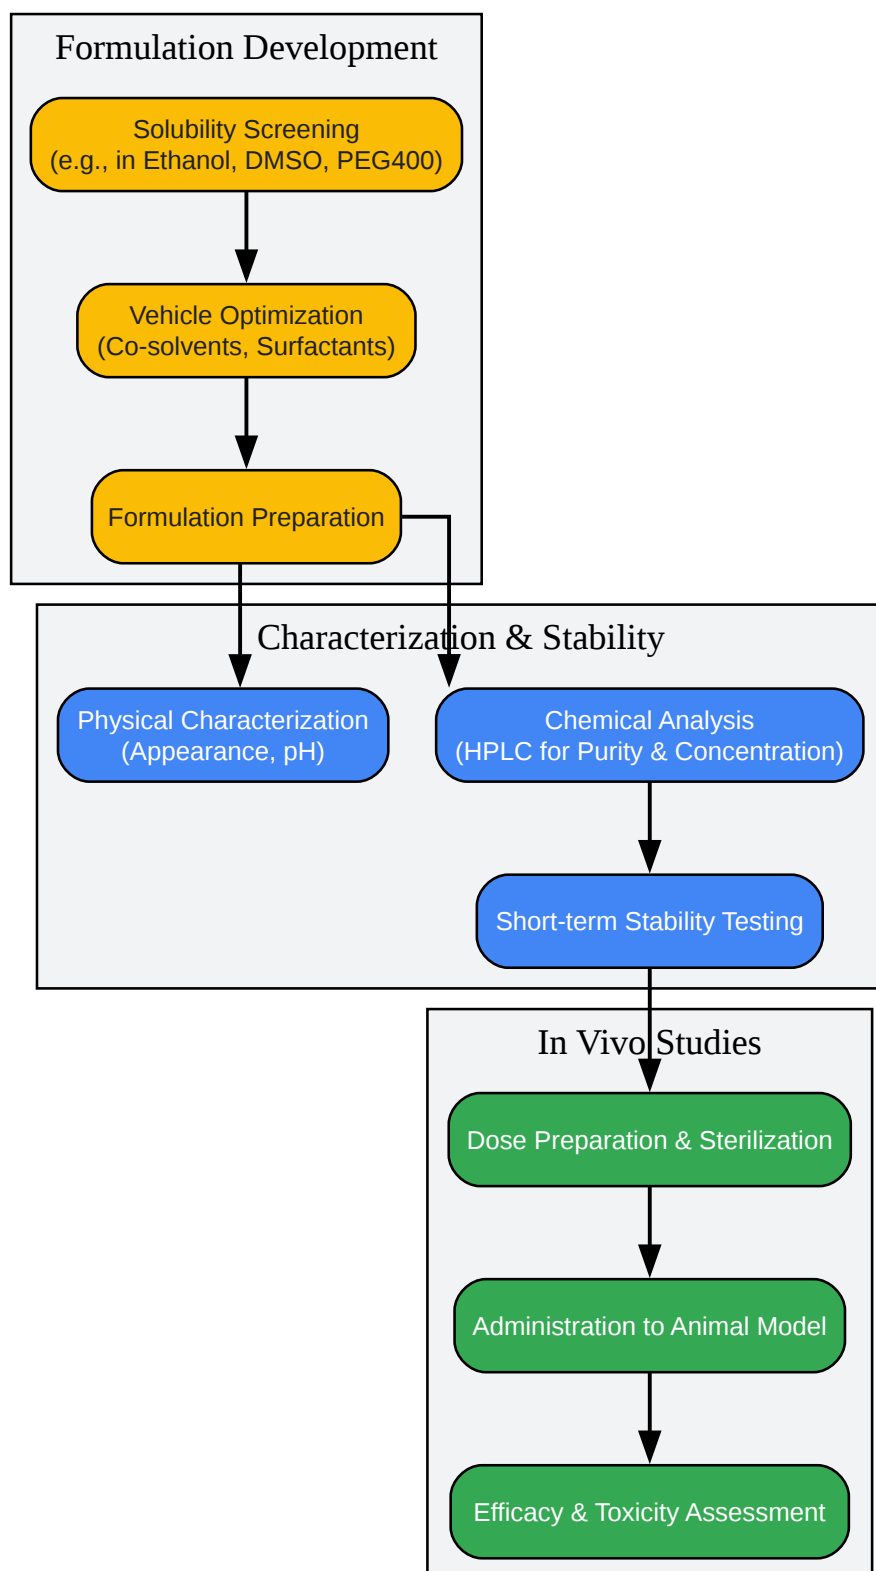 Formulation Development
Solubility Screening
(e.g., in Ethanol, DMSO, PEG400)
Vehicle Optimization
(Co-solvents, Surfactants)
Formulation Preparation
Characterization & Stability
Physical Characterization
(Appearance, pH)
Chemical Analysis
(HPLC for Purity & Concentration)
Short-term Stability Testing
In Vivo Studies
Dose Preparation & Sterilization
Administration to Animal Model
Efficacy & Toxicity Assessment